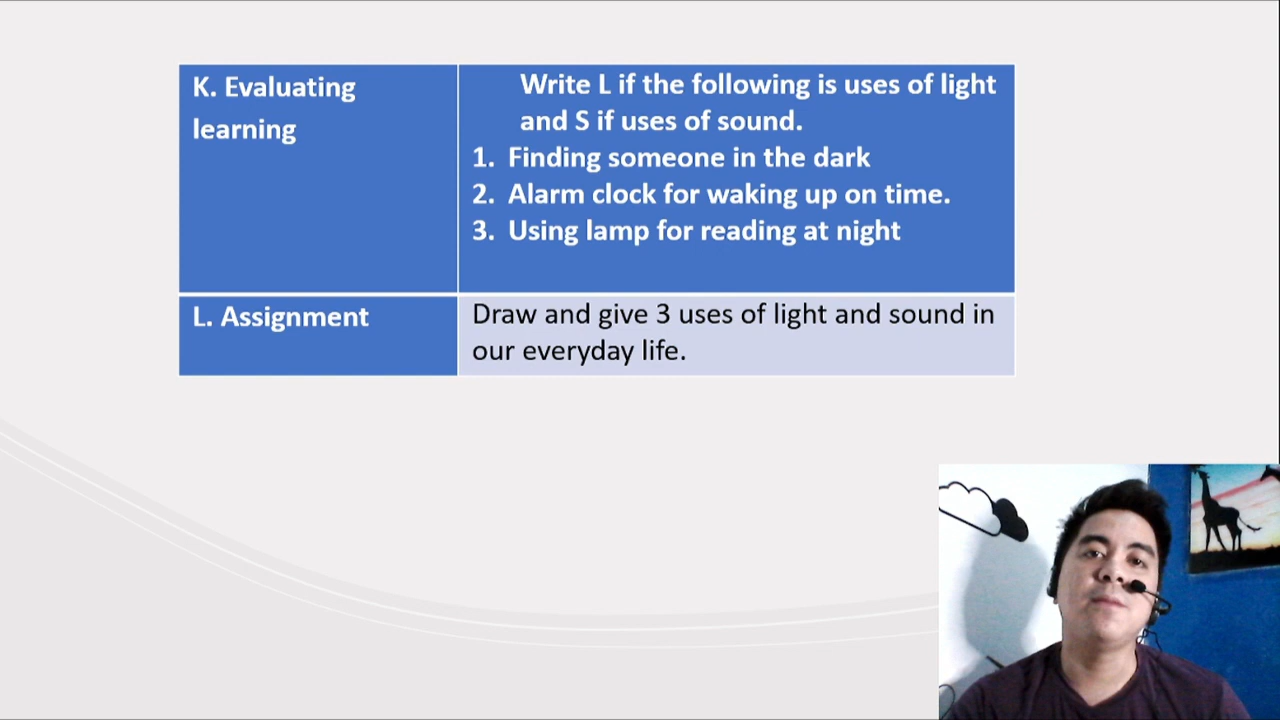 K. Evaluating
learning
Write L if the following is uses of light
and S if uses of sound.
1. Finding someone in the dark
2. Alarm clock for waking up on time.
3. Using lamp for reading at night
L. Assignment
Draw and give 3 uses of light and sound in
our everyday life.